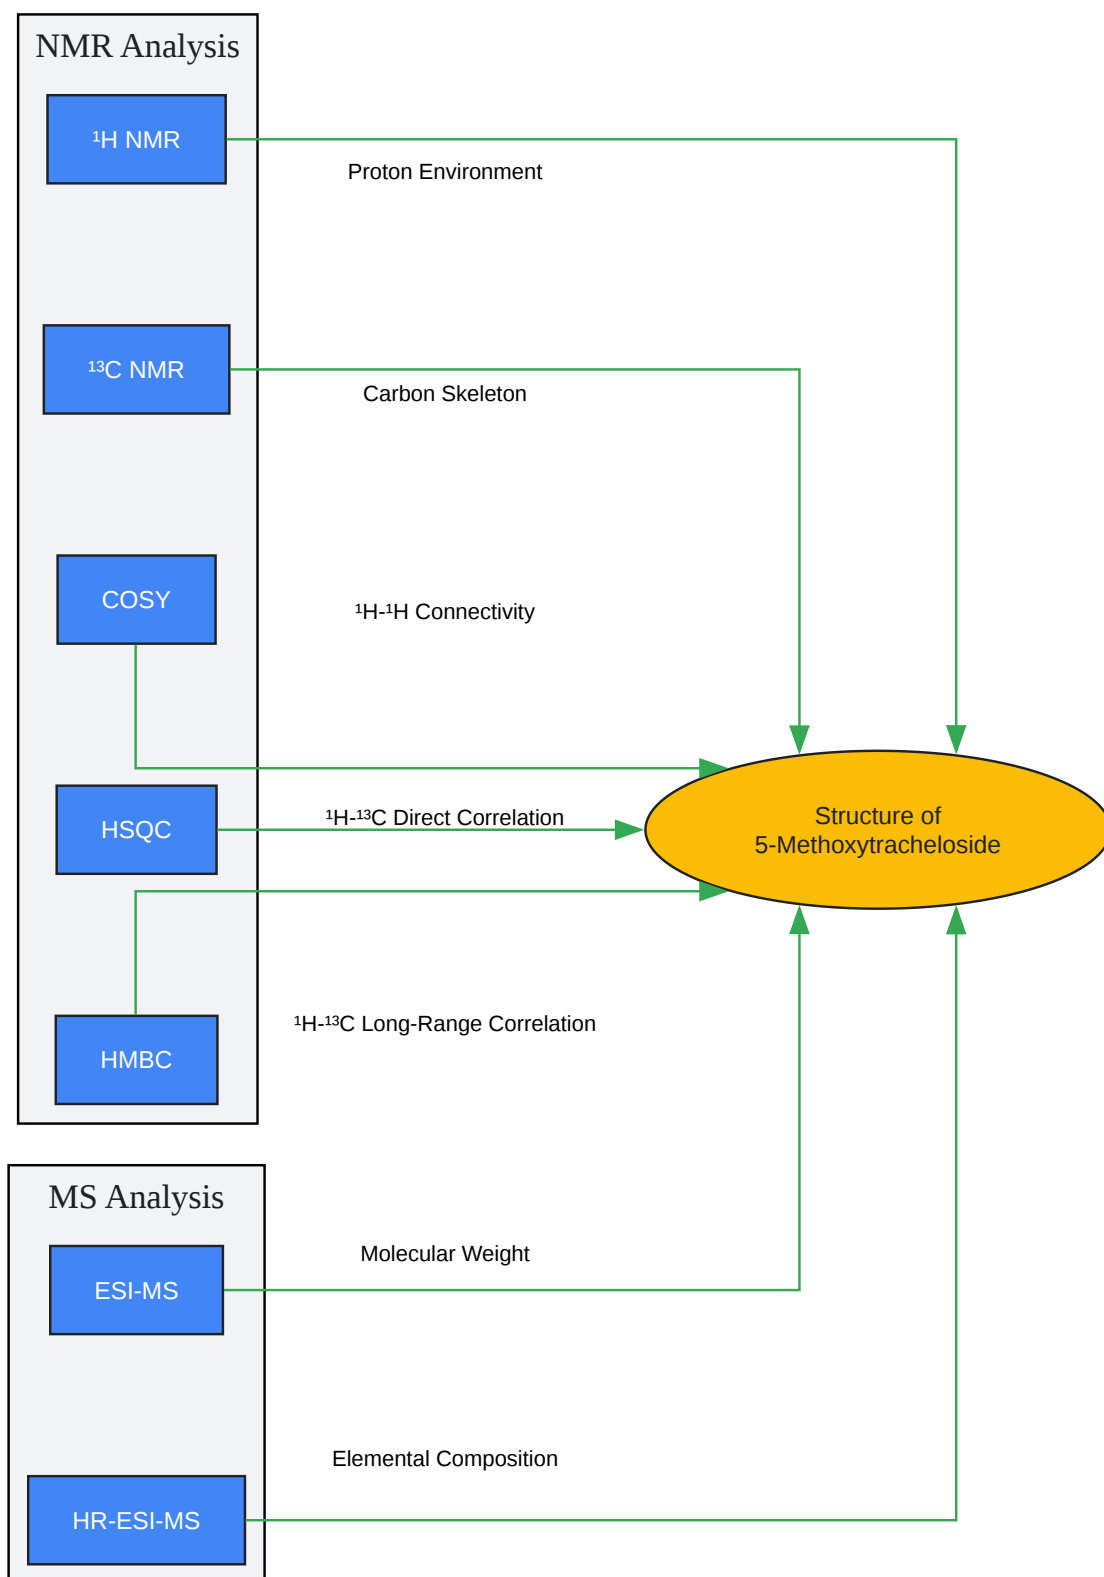 NMR Analysis
¹H NMR
Proton Environment
¹³C NMR
Carbon Skeleton
COSY
¹H-¹H Connectivity
HSQC
¹H-¹³C Direct Correlation
Structure of
5-Methoxytracheloside
HMBC
¹H-¹³C Long-Range Correlation
MS Analysis
ESI-MS
Molecular Weight
HR-ESI-MS
Elemental Composition